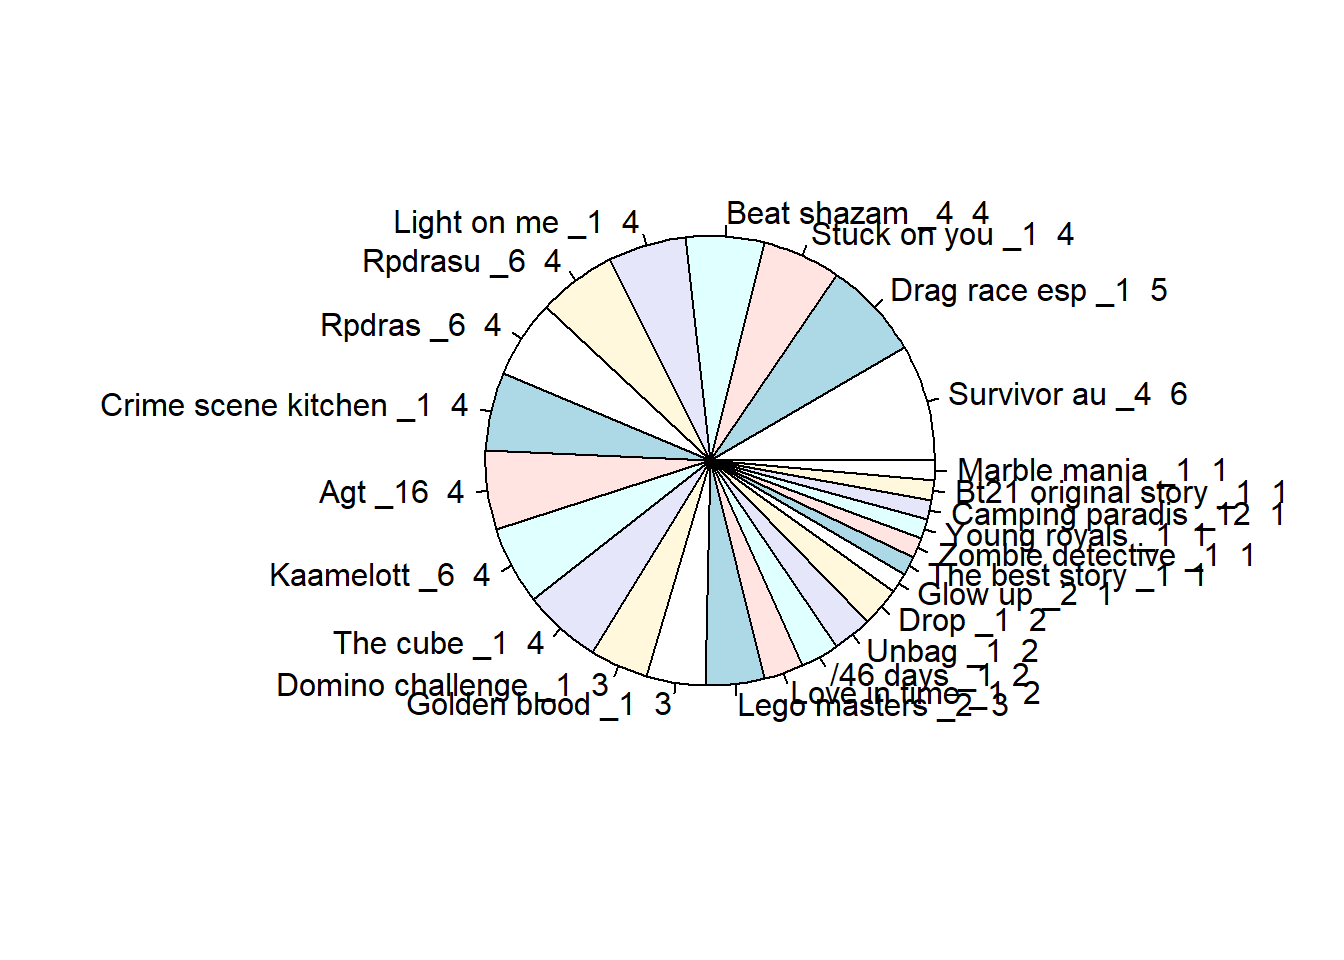 Beat shazam _4  4
Light on me _1  4
Stuck on you _1  4
Rpdrasu _6  4
Drag race esp _1  5
Rpdras _6  4
Survivor au _4  6
Crime scene kitchen _1  4
Marble mania _1  1
Agt _16  4
Bt21 original story _1  1
Camping paradis _12  1
Young royals _1  1
Zombie detective _1  1
Kaamelott _6  4
The best story _1  1
Glow up _2  1
Drop _1  2
The cube _1  4
Unbag _1  2
/46 days _1  2
Domino challenge _1  3
Love in time _1  2
Golden blood _1  3
Lego masters _2  3